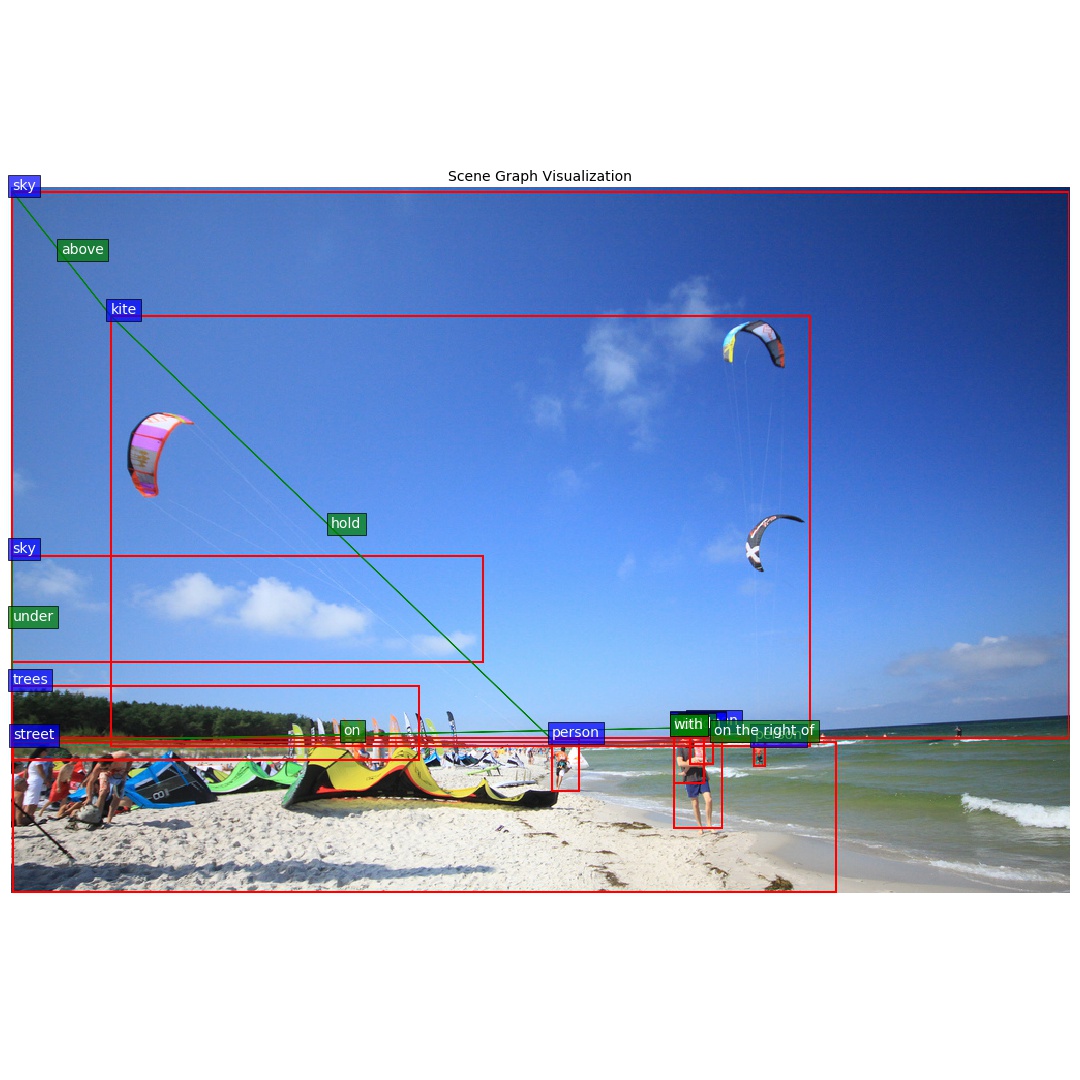 Scene Graph Visualization
sky
above
kite
hold
sky
under
trees
street
on
person
with
on the right of